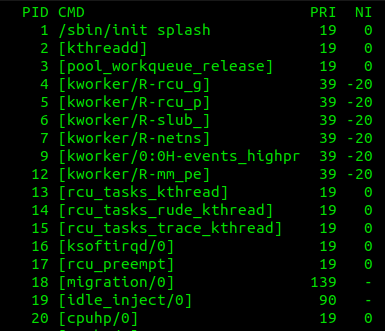 PID CMD PRI NI
1 /sbin/init splash 19 0
2 [kthreadd] 19 0
3 [pool_workqueue_release] 19 0
4 [kworker/R-rcu_g] 39 -20
5 [kworker/R-rcu_p] 39 -20
6 [kworker/R-slub_] 39 -20
7 [kworker/R-netns] 39 -20
9 [kworker/0:0H-events_highpr 39 -20
12 [kworker/R-mm_pe] 39 -20
13 [rcu_tasks_kthread] 19 0
14 [rcu_tasks_rude_kthread] 19 0
15 [rcu_tasks_trace_kthread] 19 0
16 [ksoftirqd/0] 19 0
17 [rcu_preempt] 19 0
18 [migration/0] 139 -
19 [idle_inject/0] 90 -
20 [cpuhp/0] 19 0